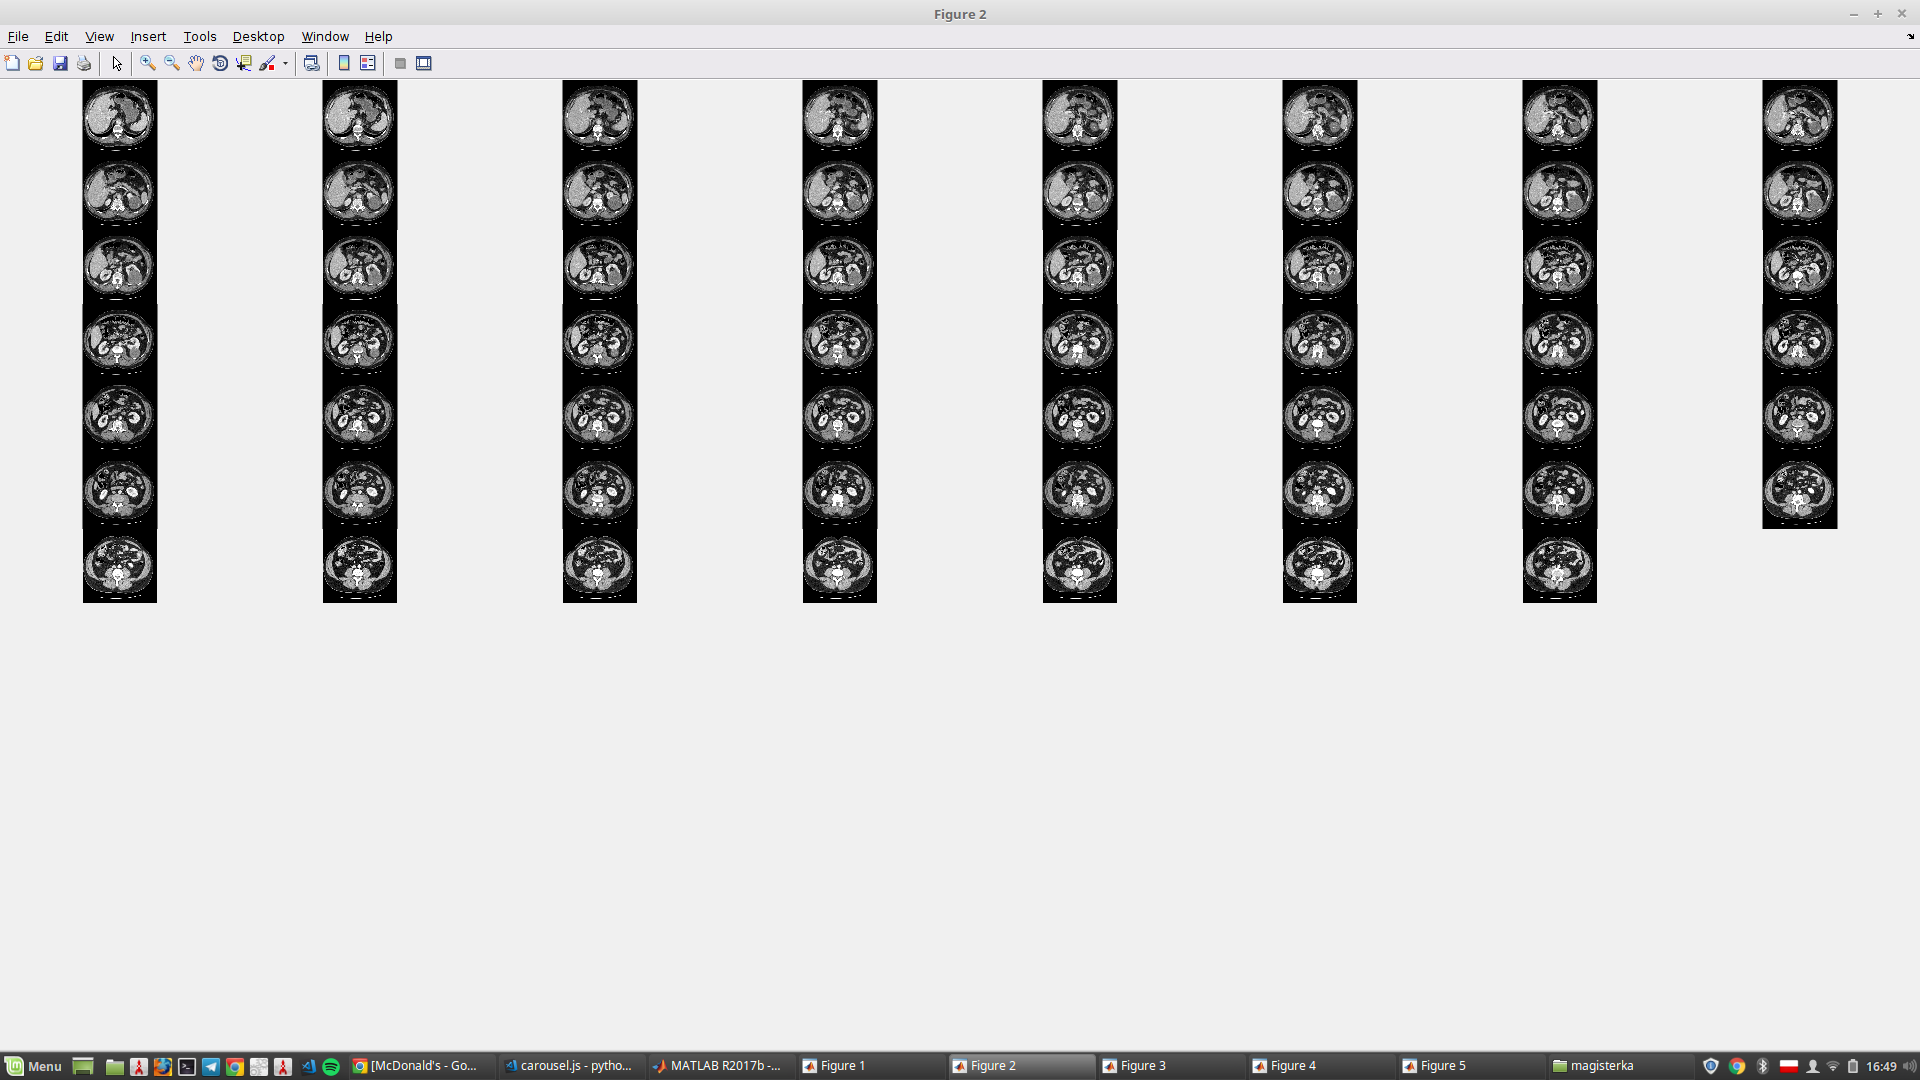 Figure 2
File Edit View Insert Tools Desktop Window Help
Menu [McDonald's - Go... carousel.js - pytho... MATLAB R2017b -... Figure 1 Figure 2 Figure 3 Figure 4 Figure 5 magisterka 16:49